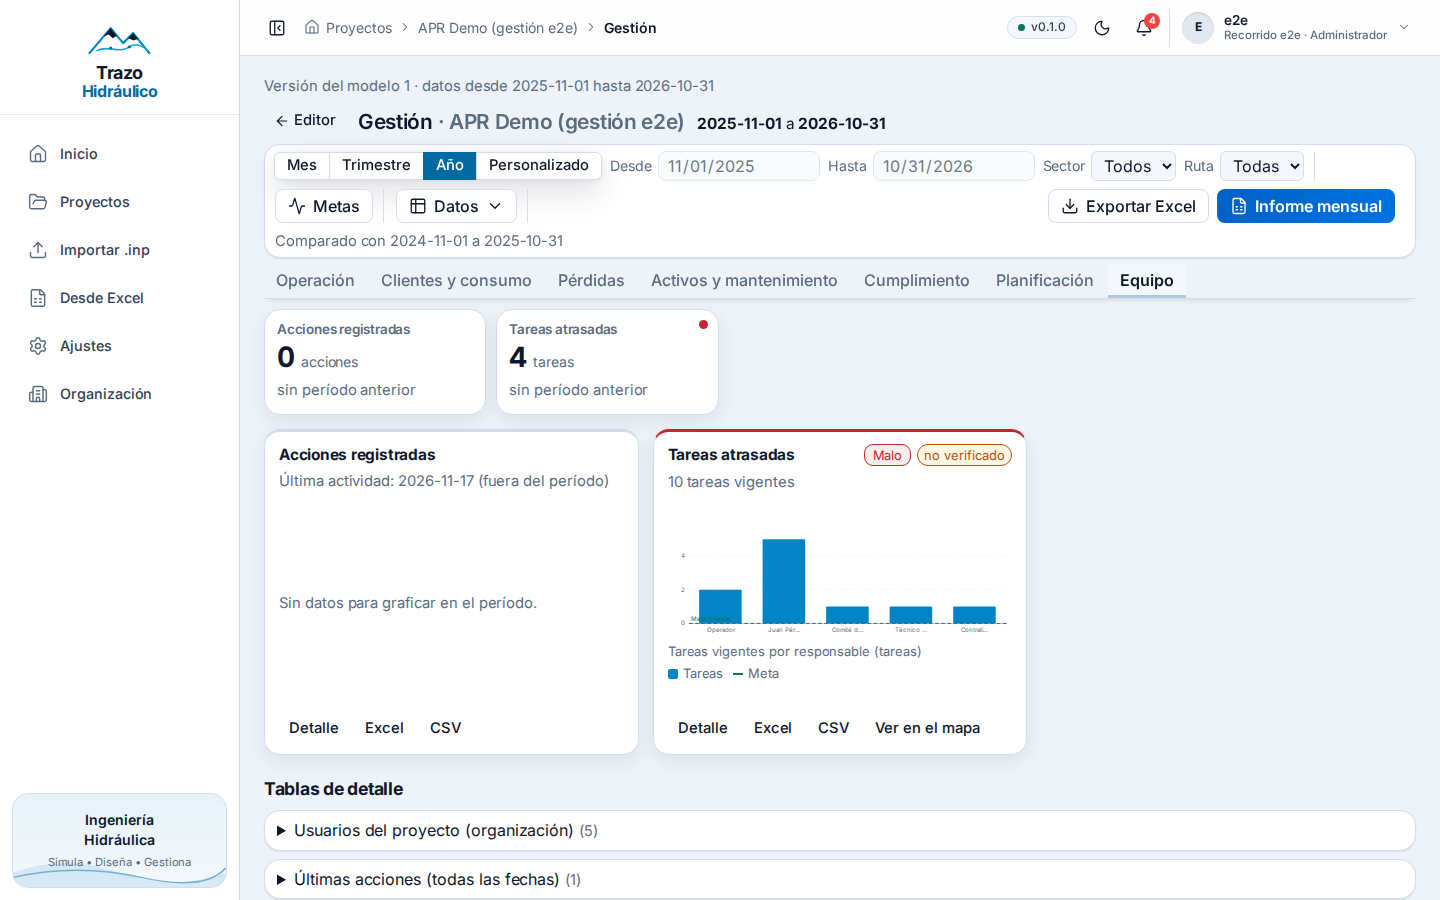 Trazo
Hidráulico
Inicio
Proyectos
Importar .inp
Desde Excel
Ajustes
Organización
Ingeniería
Hidráulica
Simula • Diseña • Gestiona
Proyectos > APR Demo (gestión e2e) > Gestión
v0.1.0
4
E
e2e
Recorrido e2e · Administrador
Versión del modelo 1 · datos desde 2025-11-01 hasta 2026-10-31
← Editor
Gestión · APR Demo (gestión e2e) 2025-11-01 a 2026-10-31
Mes Trimestre Año Personalizado Desde 11/01/2025 Hasta 10/31/2026 Sector Todos Ruta Todas
Metas Datos Exportar Excel Informe mensual
Comparado con 2024-11-01 a 2025-10-31
Operación Clientes y consumo Pérdidas Activos y mantenimiento Cumplimiento Planificación Equipo
Acciones registradas
0 acciones
sin período anterior
Tareas atrasadas
4 tareas
sin período anterior
Acciones registradas
Última actividad: 2026-11-17 (fuera del período)
Sin datos para graficar en el período.
Detalle Excel CSV
Tareas atrasadas Malo no verificado
10 tareas vigentes
4
2
0
Operador Juan Pér... Comité d... Técnico ... Contrati...
Tareas vigentes por responsable (tareas)
Tareas Meta
Detalle Excel CSV Ver en el mapa
Tablas de detalle
Usuarios del proyecto (organización) (5)
Últimas acciones (todas las fechas) (1)